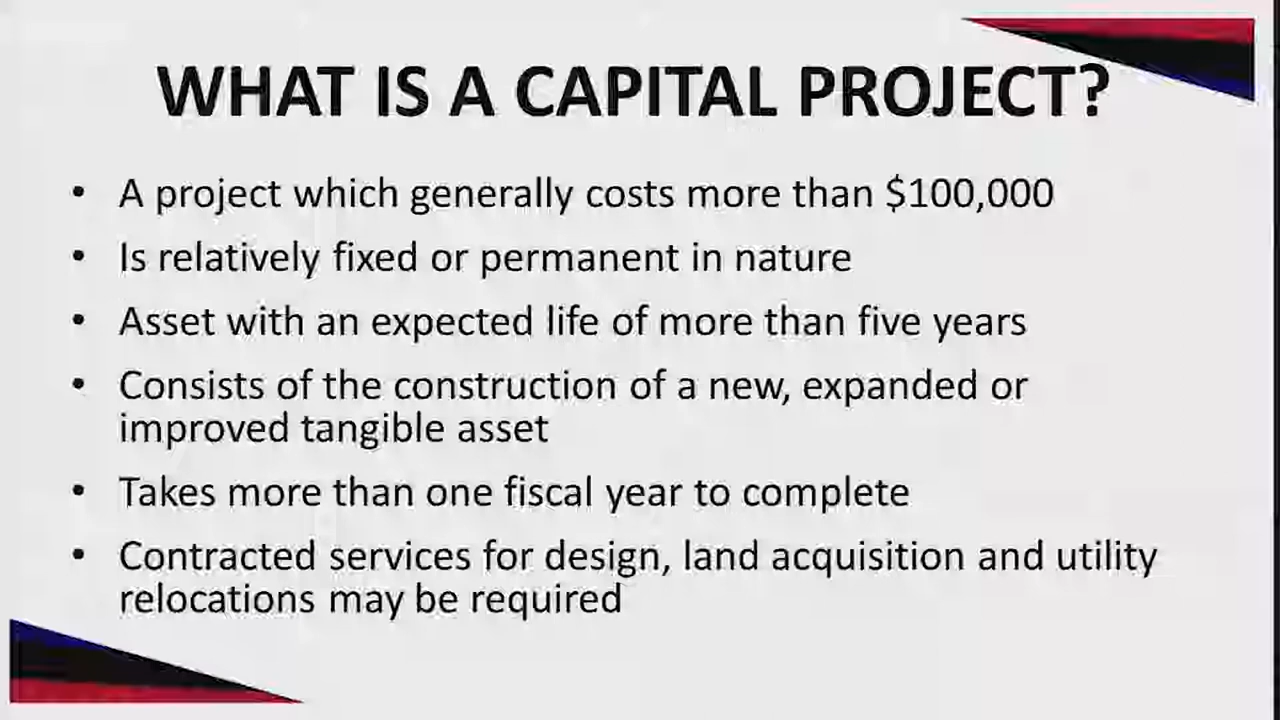 WHAT IS A CAPITAL PROJECT?
• A project which generally costs more than $100,000
• Is relatively fixed or permanent in nature
• Asset with an expected life of more than five years
• Consists of the construction of a new, expanded or
improved tangible asset
• Takes more than one fiscal year to complete
• Contracted services for design, land acquisition and utility
relocations may be required